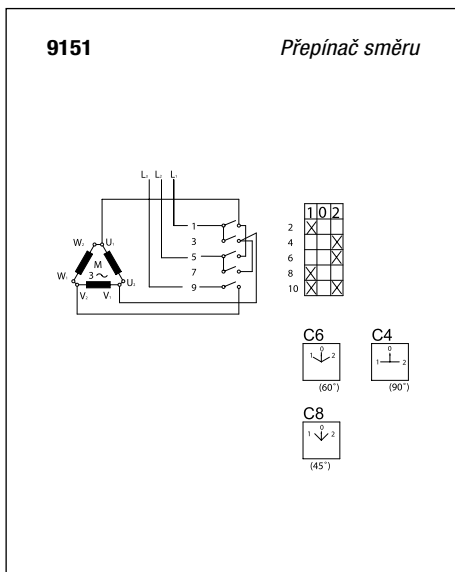 9151 Přepínač směru
L₃ L₂ L₁
1 0 2
1
2 X
3
4 X
W₂ U₁
5
6 X
M
3 ~
7
8 X
W₁ U₂
9
10 X X
V₂ V₁
C6 C4
0 0
1 2 1 2
(60°) (90°)
C8
0
1 2
(45°)